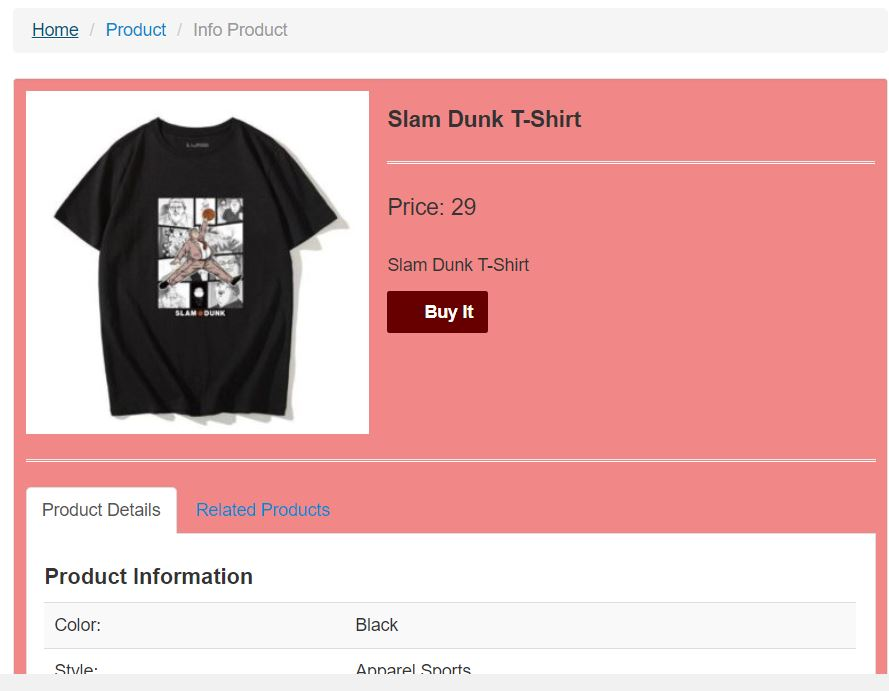 Home / Product / Info Product
Slam Dunk T-Shirt
Price: 29
Slam Dunk T-Shirt
Buy It
SLAM DUNK
Product Details
Related Products
Product Information
Color: Black
Style: Apparel Sports